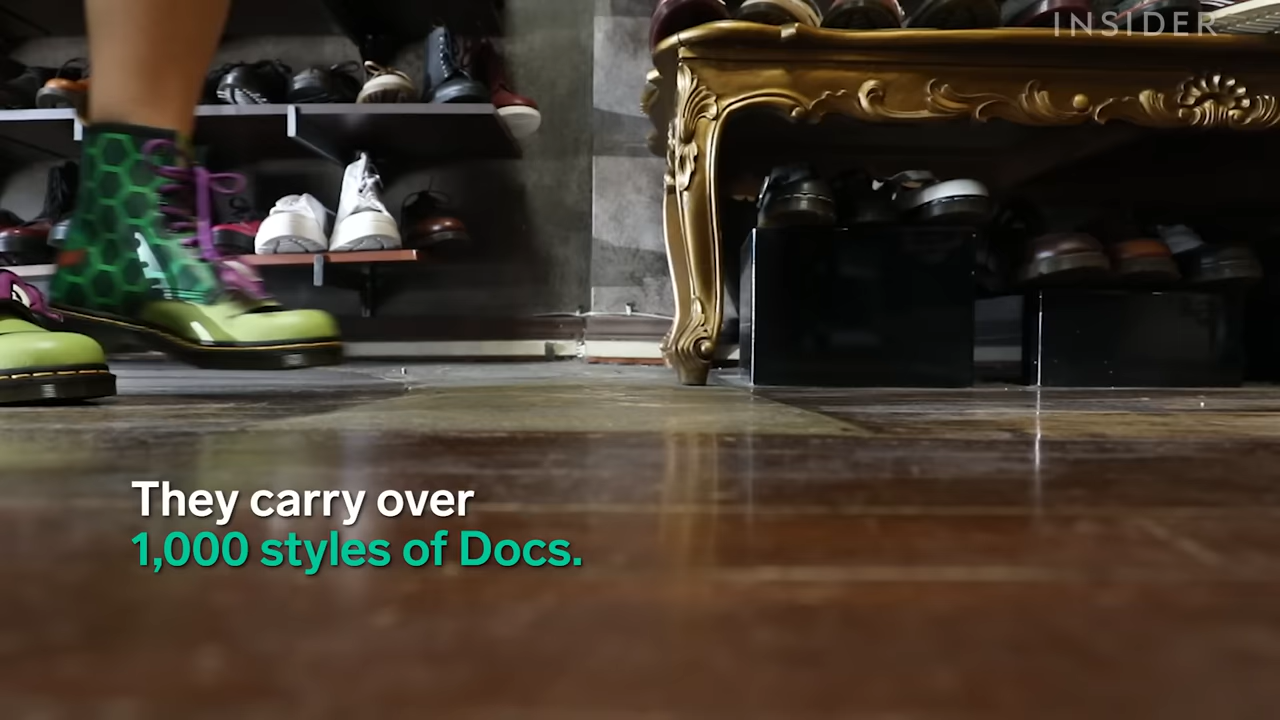 INSIDER
They carry over
1,000 styles of Docs.